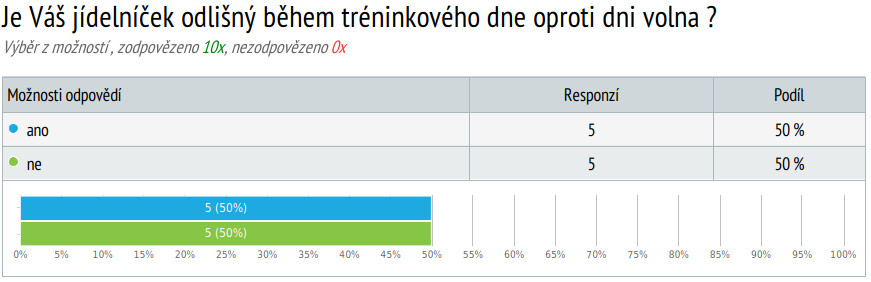 Je Váš jídelníček odlišný během tréninkového dne oproti dni volna ?
Výběr z možností , zodpovězeno 10x, nezodpovězeno 0x
Možnosti odpovědí Responzí Podíl
ano 5 50 %
ne 5 50 %
5 (50%)
5 (50%)
0% 5% 10% 15% 20% 25% 30% 35% 40% 45% 50% 55% 60% 65% 70% 75% 80% 85% 90% 95% 100%